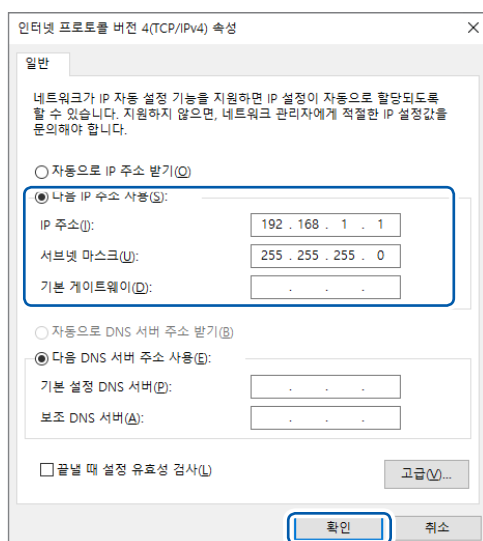 인터넷 프로토콜 버전 4(TCP/IPv4) 속성
일반
네트워크가 IP 자동 설정 기능을 지원하면 IP 설정이 자동으로 할당되도록
할 수 있습니다. 지원하지 않으면, 네트워크 관리자에게 적절한 IP 설정값을
문의해야 합니다.
자동으로 IP 주소 받기(O)
다음 IP 주소 사용(S):
IP 주소(I): 192 . 168 . 1 . 1
서브넷 마스크(U): 255 . 255 . 255 . 0
기본 게이트웨이(D): . . .
자동으로 DNS 서버 주소 받기(B)
다음 DNS 서버 주소 사용(E):
기본 설정 DNS 서버(P): . . .
보조 DNS 서버(A): . . .
끝낼 때 설정 유효성 검사(L)
고급(V)...
확인 취소